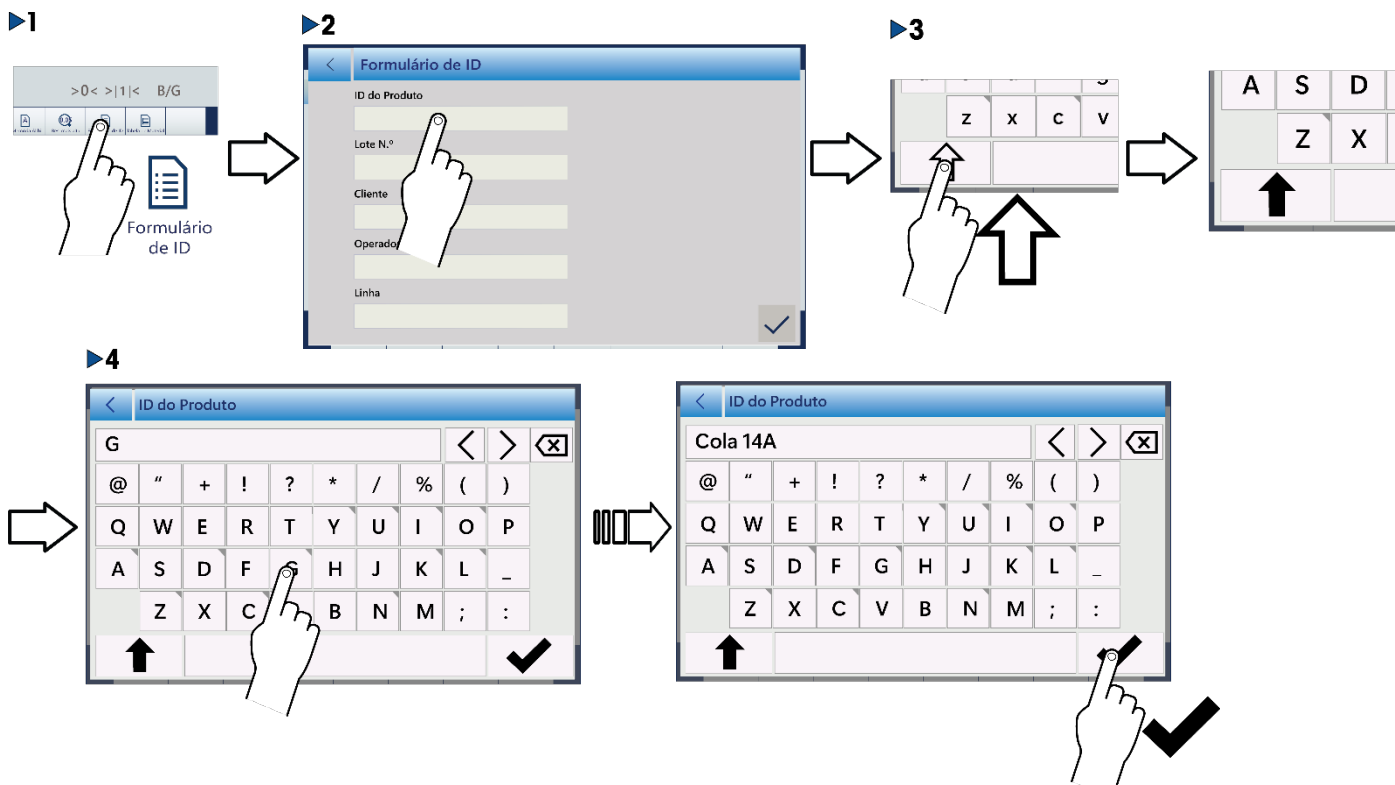 1
>0< >|1|< B/G
Formulário
de ID
2
Formulário de ID
ID do Produto
Lote N.º
Cliente
Operador
Linha
3
z x c v
A S D
Z X
4
ID do Produto
G
@ " + ! ? * / % ( )
Q W E R T Y U I O P
A S D F G H J K L _
Z X C B N M ; :
ID do Produto
Cola 14A
@ " + ! ? * / % ( )
Q W E R T Y U I O P
A S D F G H J K L _
Z X C V B N M ; :